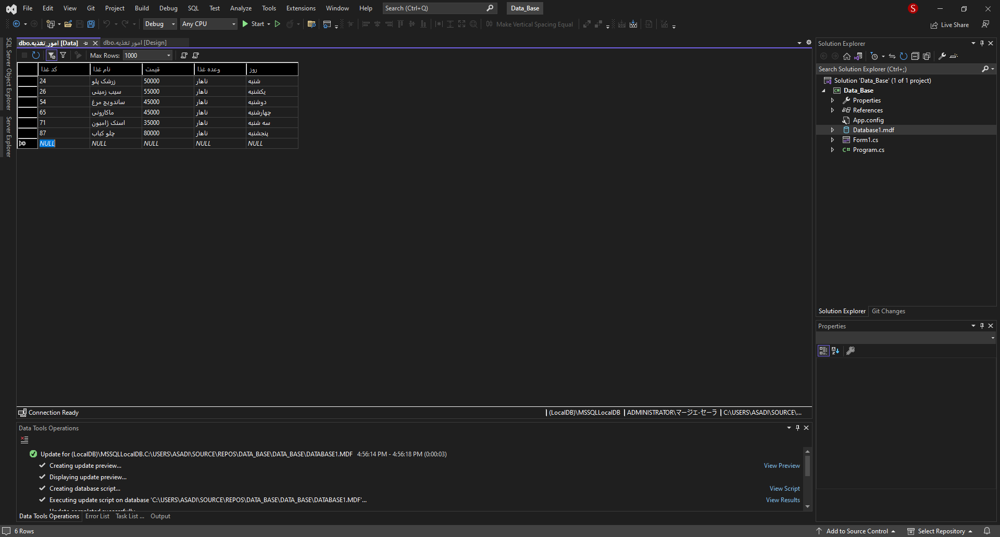 File Edit View Git Project Build Debug SQL Test Analyze Tools Extensions Window Help Search (Ctrl+Q) Data_Base S
Debug Any CPU Start Make Vertical Spacing Equal Live Share
SQL Server Object Explorer
Server Explorer
dbo.امور_تغذیه [Data] dbo.امور تغذیه [Design]
Max Rows: 1000
کد غذا نام غذا قیمت وعده غذا روز
24 زرشک پلو 50000 ناهار شنبه
26 سیب زمینی 55000 ناهار یکشنبه
54 ساندویچ مرغ 45000 ناهار دوشنبه
65 ماکارونی 45000 ناهار چهارشنبه
71 اسنک ژامبون 35000 ناهار سه شنبه
87 چلو کباب 80000 ناهار پنجشنبه
NULL NULL NULL NULL NULL
Connection Ready (LocalDB)\MSSQLLocalDB ADMINISTRATOR\マージエ-セーラ C:\USERS\ASADI\SOURCE\...
Data Tools Operations
Update for (LocalDB)\MSSQLLocalDB.C:\USERS\ASADI\SOURCE\REPOS\DATA_BASE\DATA_BASE\DATABASE1.MDF 4:56:14 PM - 4:56:18 PM (0:00:03)
Creating update preview... View Preview
Displaying update preview...
Creating database script... View Script
Executing update script on database 'C:\USERS\ASADI\SOURCE\REPOS\DATA_BASE\DATA_BASE\DATABASE1.MDF'... View Results
Data Tools Operations Error List Task List ... Output
Solution Explorer
Search Solution Explorer (Ctrl+;)
Solution 'Data_Base' (1 of 1 project)
C# Data_Base
Properties
References
App.config
Database1.mdf
Form1.cs
C# Program.cs
Solution Explorer Git Changes
Properties
6 Rows Add to Source Control Select Repository